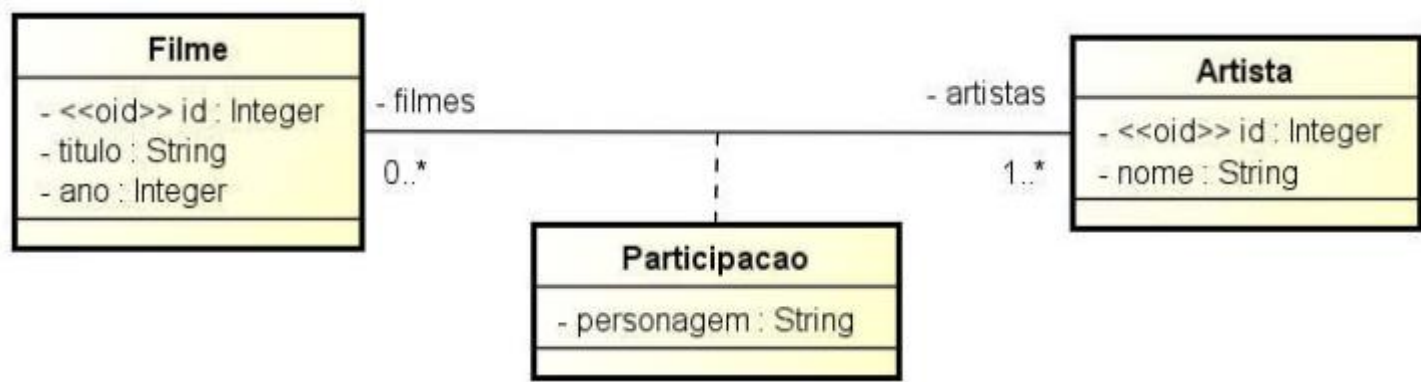 Filme
- <<oid>> id : Integer
- titulo : String
- ano : Integer
- filmes
0..*
- artistas
1..*
Artista
- <<oid>> id : Integer
- nome : String
Participacao
- personagem : String